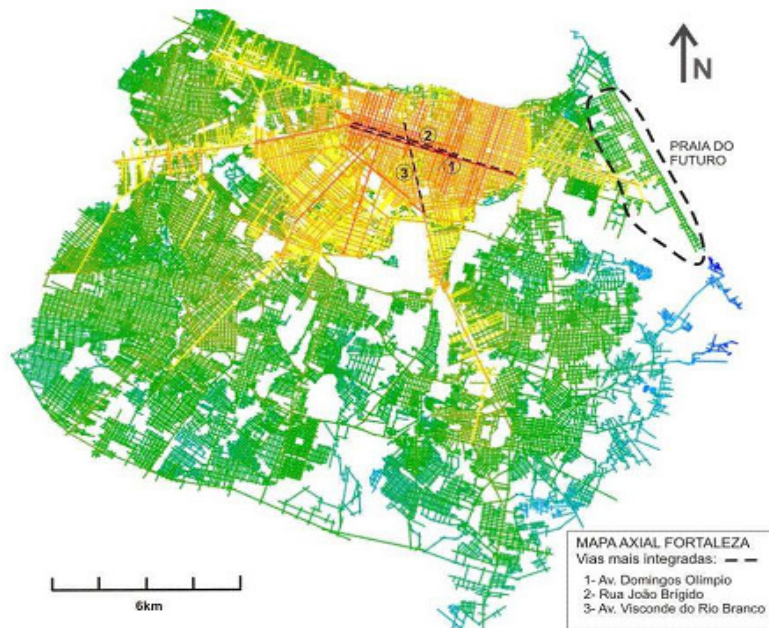 N
PRAIA DO
FUTURO
2
1
3
6km
MAPA AXIAL FORTALEZA
Vias mais integradas:
1- Av. Domingos Olímpio
2- Rua João Brígido
3- Av. Visconde do Rio Branco